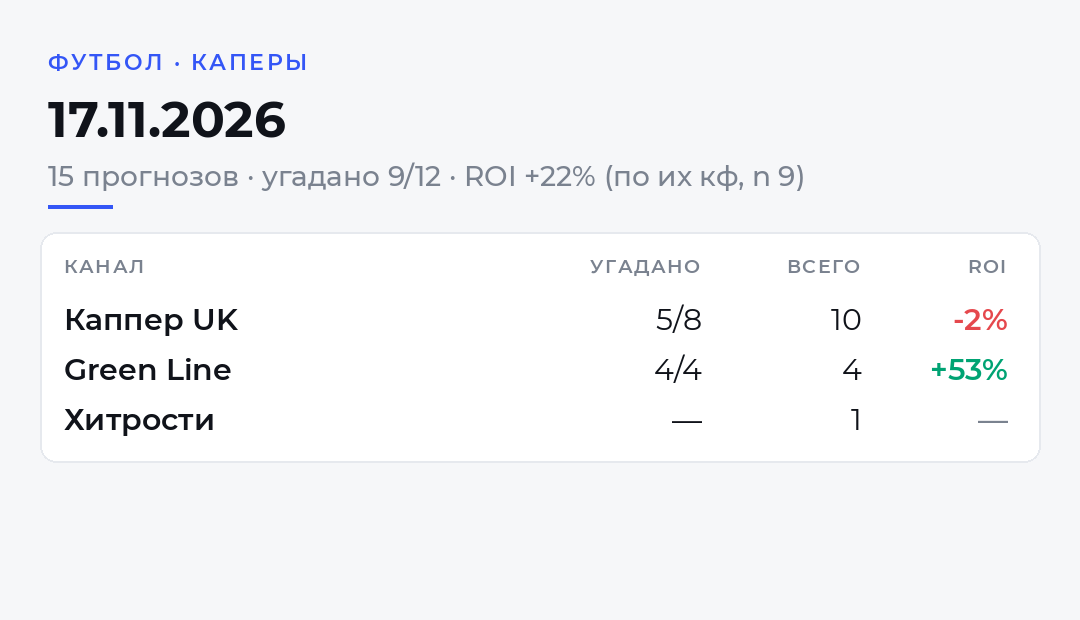 ФУТБОЛ · КАПЕРЫ
17.11.2026
15 прогнозов · угадано 9/12 · ROI +22% (по их кф, n 9)
КАНАЛ УГАДАНО ВСЕГО ROI
Каппер UK 5/8 10 -2%
Green Line 4/4 4 +53%
Хитрости — 1 —